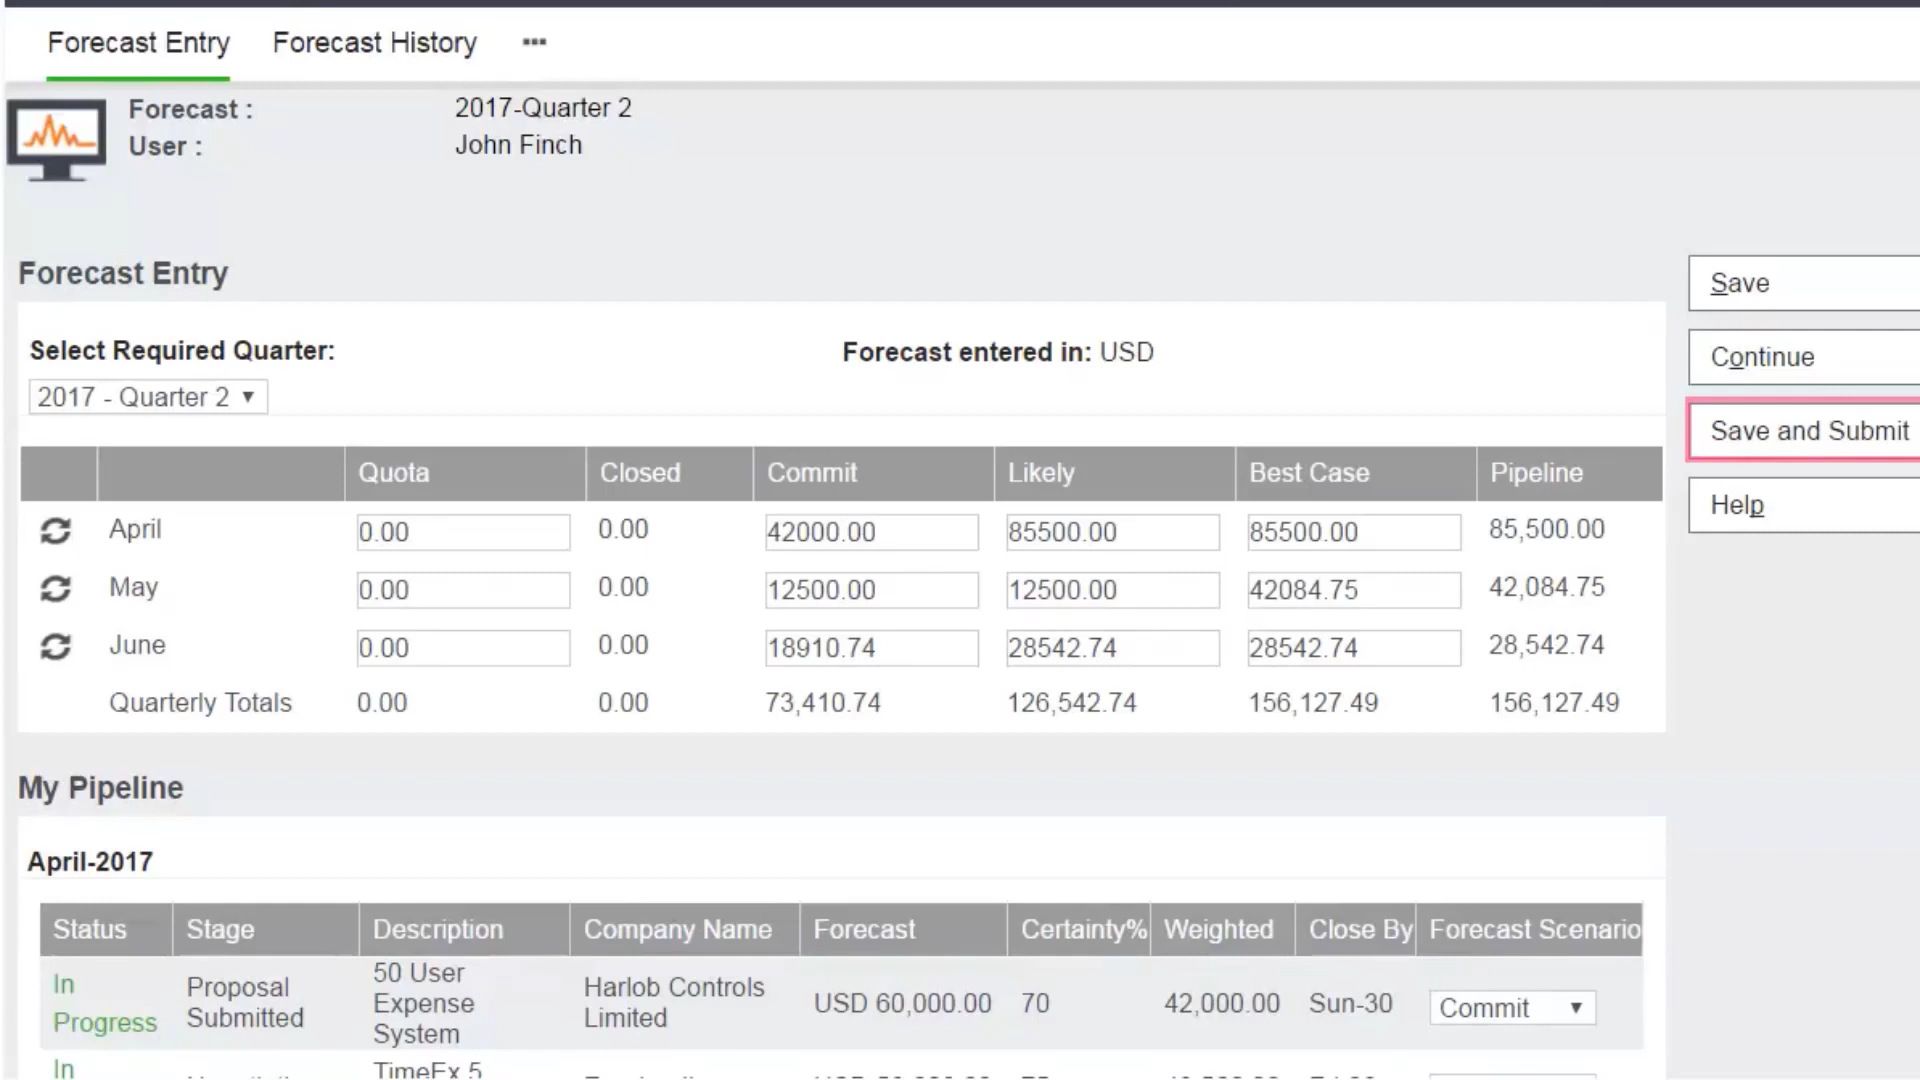 Forecast Entry Forecast History ...
Forecast : 2017-Quarter 2
User : John Finch
Forecast Entry
Save
Select Required Quarter: Forecast entered in: USD
Continue
2017 - Quarter 2 ▼
Save and Submit
Quota Closed Commit Likely Best Case Pipeline
Help
April 0.00 0.00 42000.00 85500.00 85500.00 85,500.00
May 0.00 0.00 12500.00 12500.00 42084.75 42,084.75
June 0.00 0.00 18910.74 28542.74 28542.74 28,542.74
Quarterly Totals 0.00 0.00 73,410.74 126,542.74 156,127.49 156,127.49
My Pipeline
April-2017
Status Stage Description Company Name Forecast Certainty% Weighted Close By Forecast Scenario
In Progress Proposal Submitted 50 User Expense System Harlob Controls Limited USD 60,000.00 70 42,000.00 Sun-30 Commit ▼
In TimeEx 5